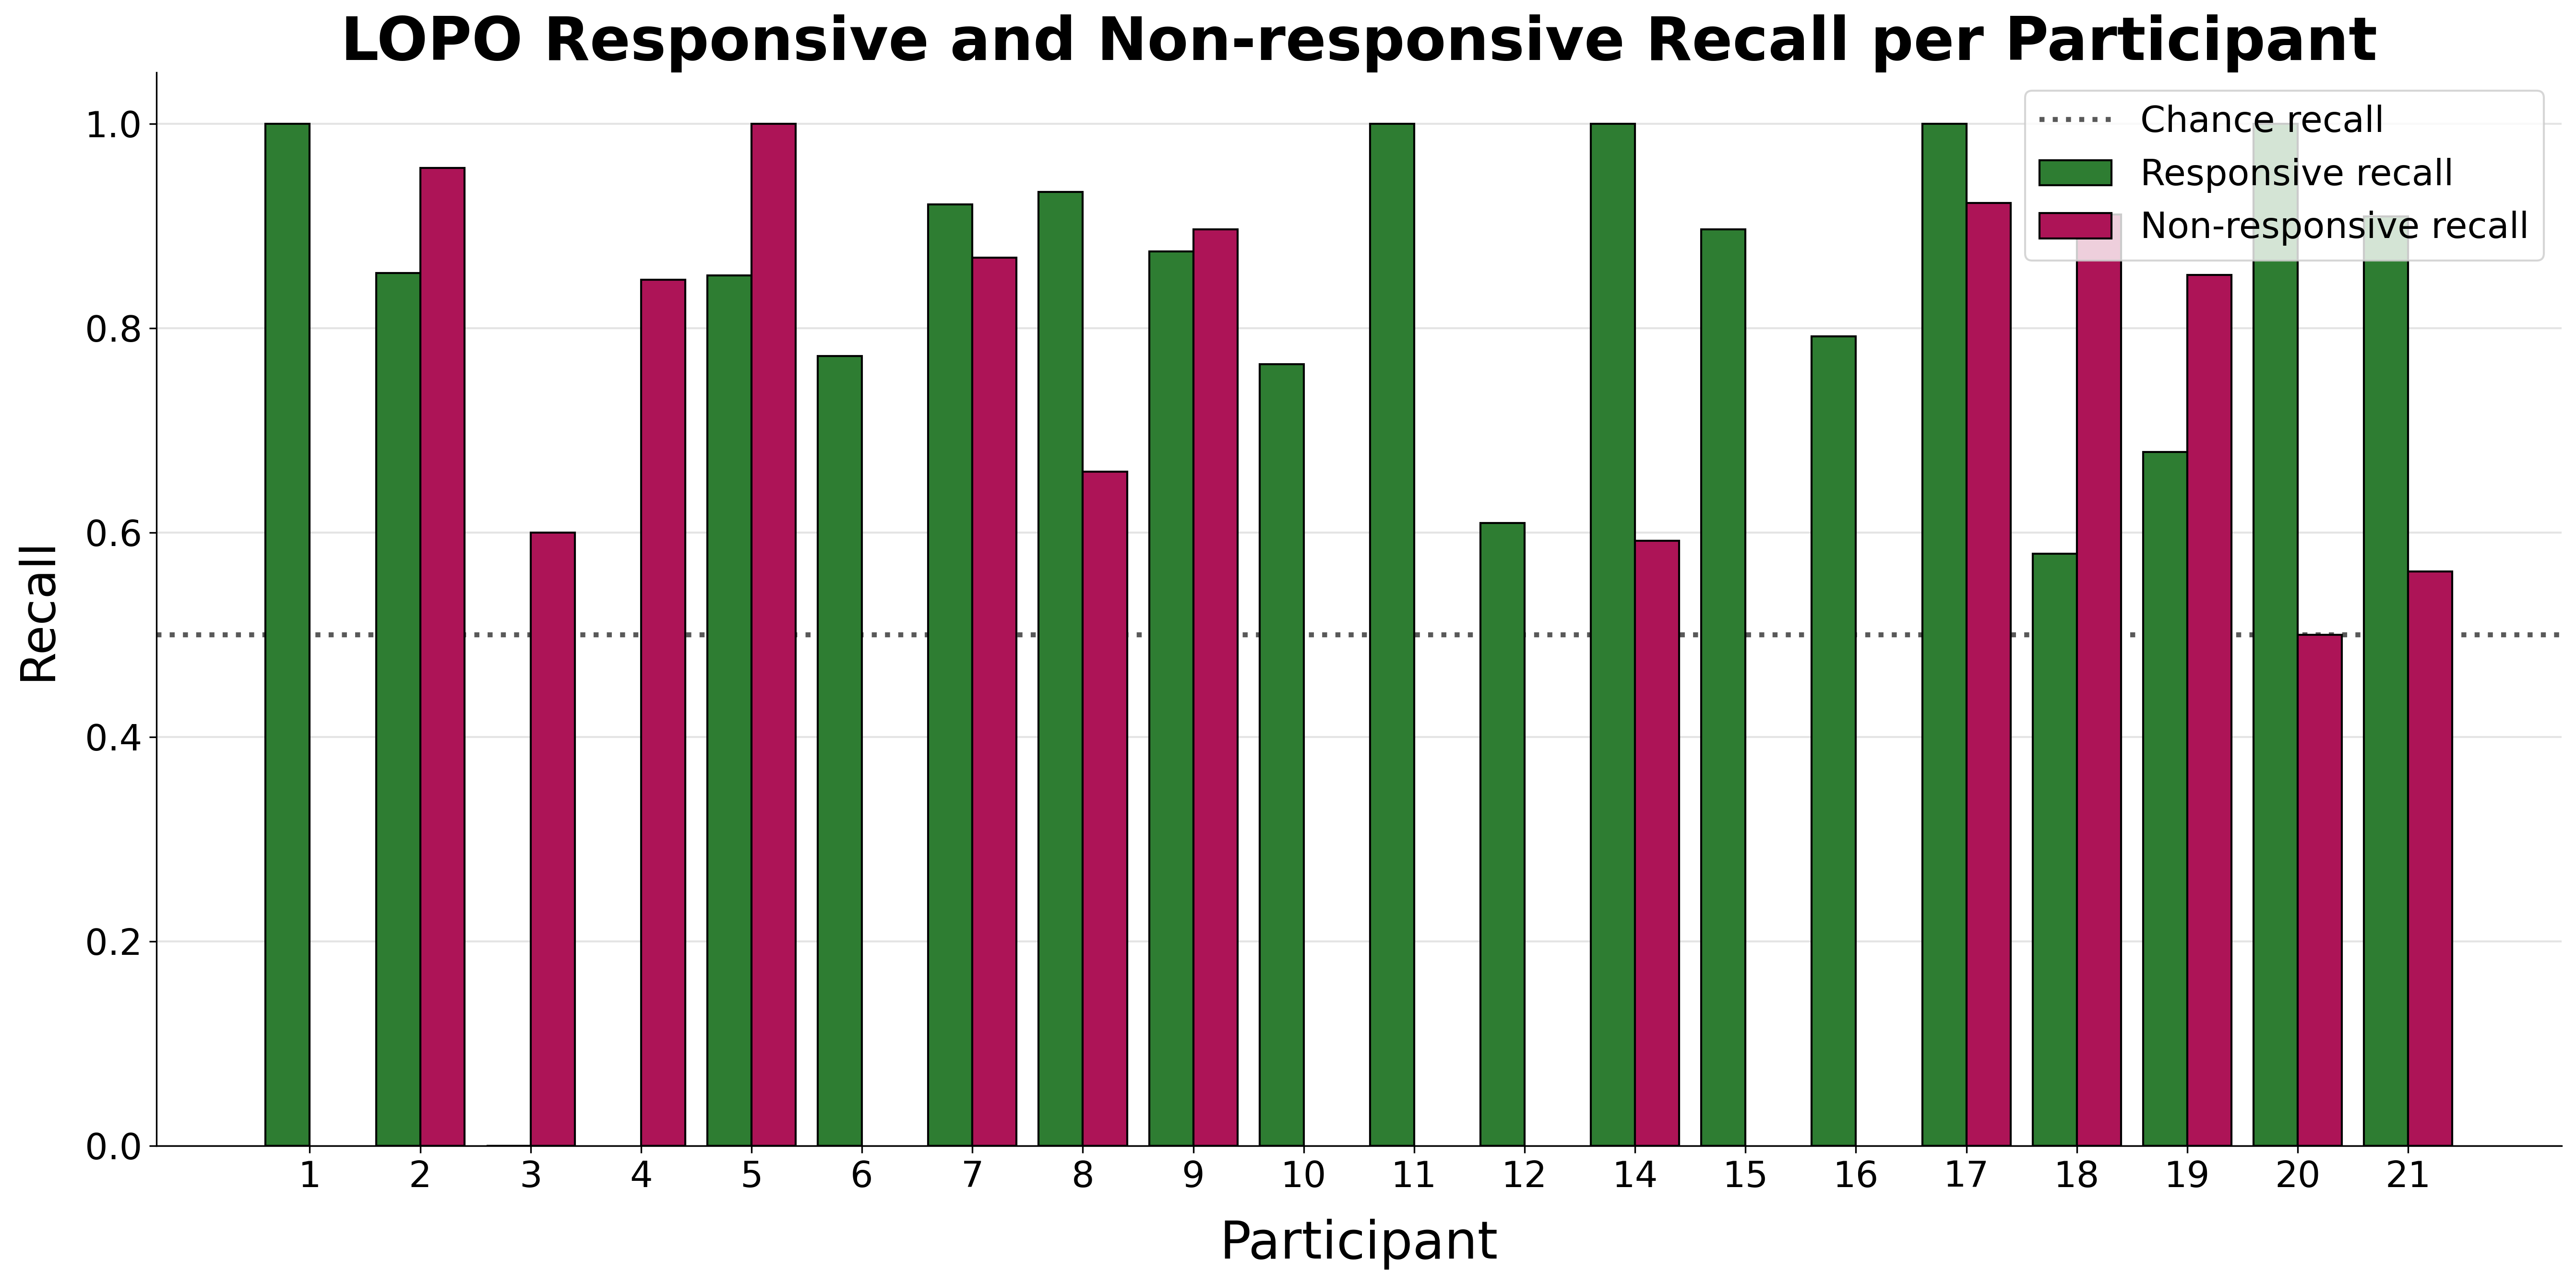 LOPO Responsive and Non-responsive Recall per Participant
Chance recall
Responsive recall
Non-responsive recall
1.0
0.8
0.6
0.4
0.2
0.0
Recall
1 2 3 4 5 6 7 8 9 10 11 12 14 15 16 17 18 19 20 21
Participant